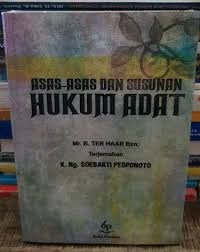 ASAS-ASAS DAN SUSUNAN
HUKUM ADAT
Mr. B. TER HAAR Bzn:
Terjemahan
K. Ng. SOEBAKTI PESPONOTO